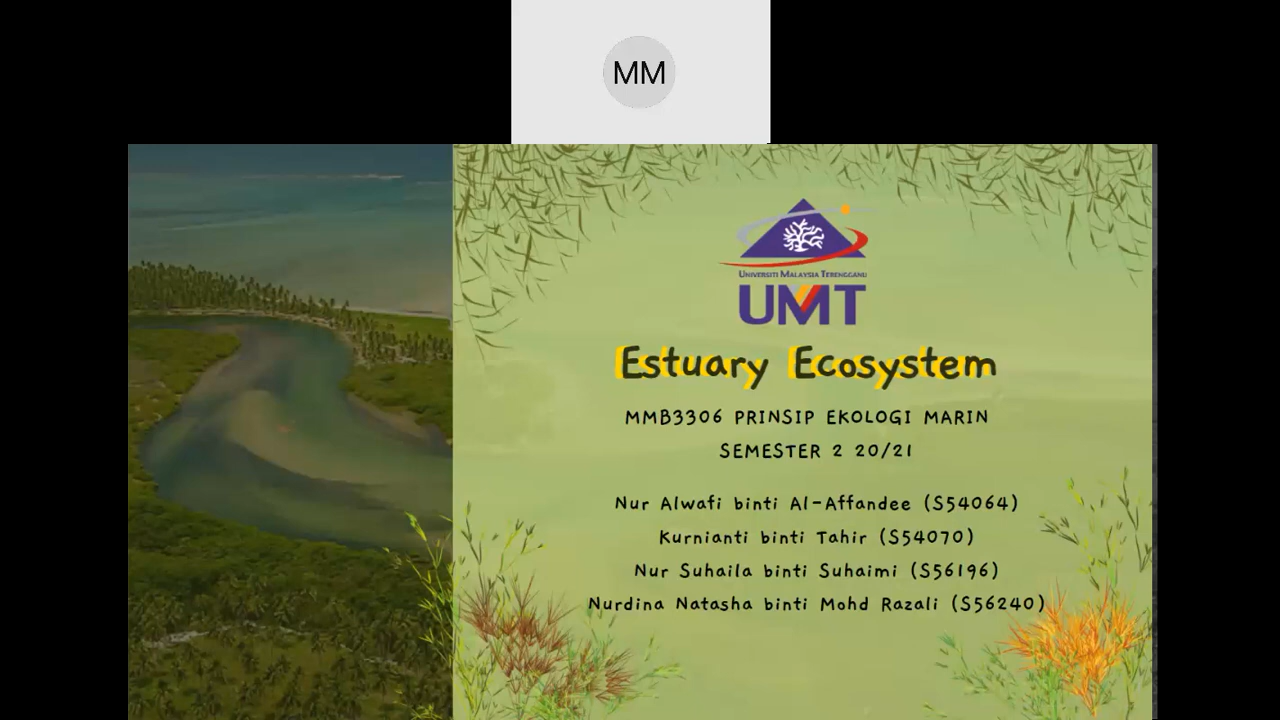 MM
UNIVERSITI MALAYSIA TERENGGANU
UMT
Estuary Ecosystem
MMB3306 PRINSIP EKOLOGI MARIN
SEMESTER 2 20/21
Nur Alwafi binti Al-Affandee (S54064)
Kurnianti binti Tahir (S54070)
Nur Suhaila binti Suhaimi (S56196)
Nurdina Natasha binti Mohd Razali (S56240)